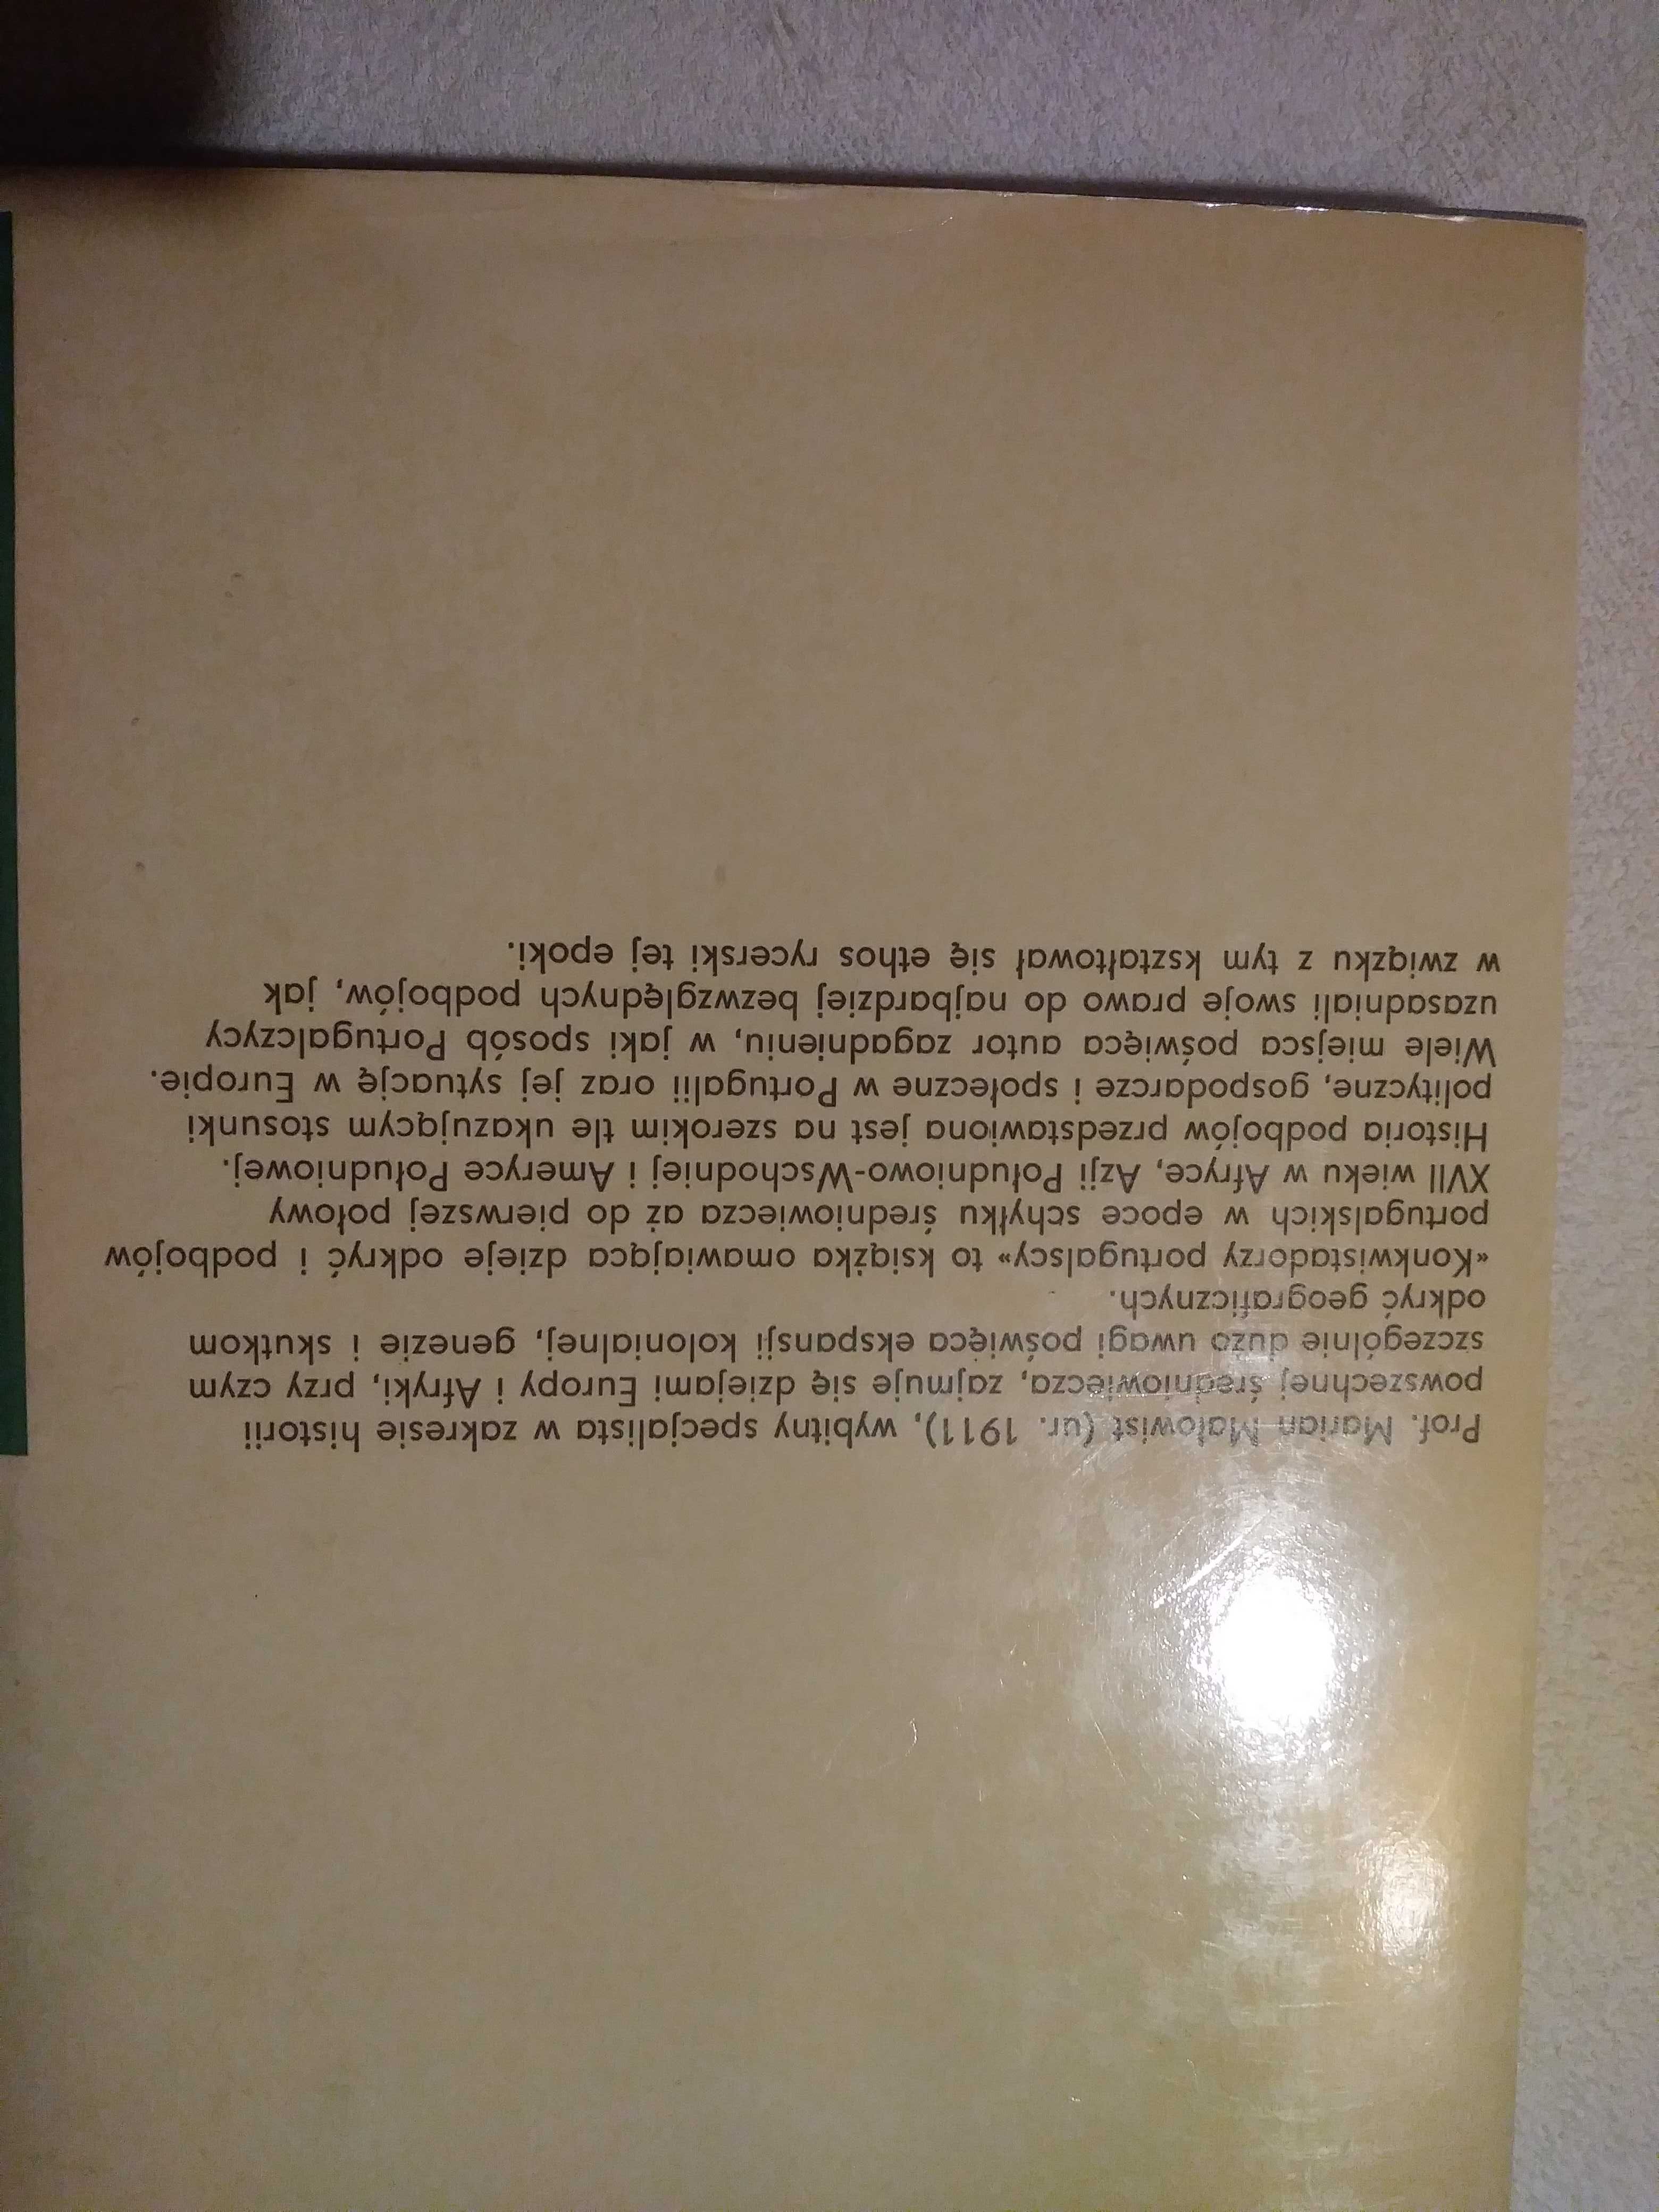 Prof. Marian Małowist (ur. 1911), wybitny specjalista w zakresie historii
powszechnej średniowiecza, zajmuje się dziejami Europy i Afryki, przy czym
szczególnie dużo uwagi poświęca ekspansji kolonialnej, genezie i skutkom
odkryć geograficznych.
«Konkwistadorzy portugalscy» to książka omawiająca dzieje odkryć i podbojów
portugalskich w epoce schyłku średniowiecza aż do pierwszej połowy
XVII wieku w Afryce, Azji Południowo-Wschodniej i Ameryce Południowej.
Historia podbojów przedstawiona jest na szerokim tle ukazującym stosunki
polityczne, gospodarcze i społeczne w Portugalii oraz jej sytuację w Europie.
Wiele miejsca poświęca autor zagadnieniu, w jaki sposób Portugalczycy
uzasadniali swoje prawo do najbardziej bezwzględnych podbojów, jak
w związku z tym kształtował się ethos rycerski tej epoki.